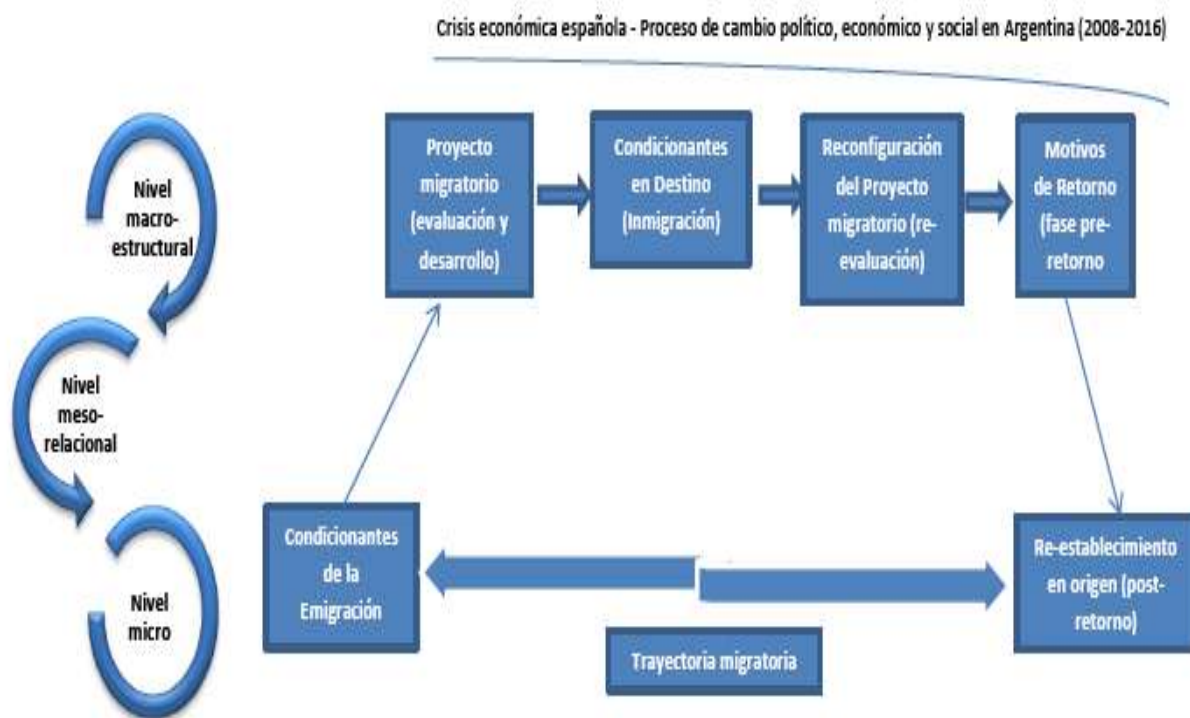 Crisis económica española - Proceso de cambio político, económico y social en Argentina (2008-2016)
Nivel
macro-
estructural
Nivel
meso-
relacional
Nivel
micro
Proyecto
migratorio
(evaluación y
desarrollo)
Condicionantes
en Destino
(Inmigración)
Reconfiguración
del Proyecto
migratorio (re-
evaluación)
Motivos
de Retorno
(fase pre-
retorno
Condicionantes
de la
Emigración
Re-establecimiento
en origen (post-
retorno)
Trayectoria migratoria